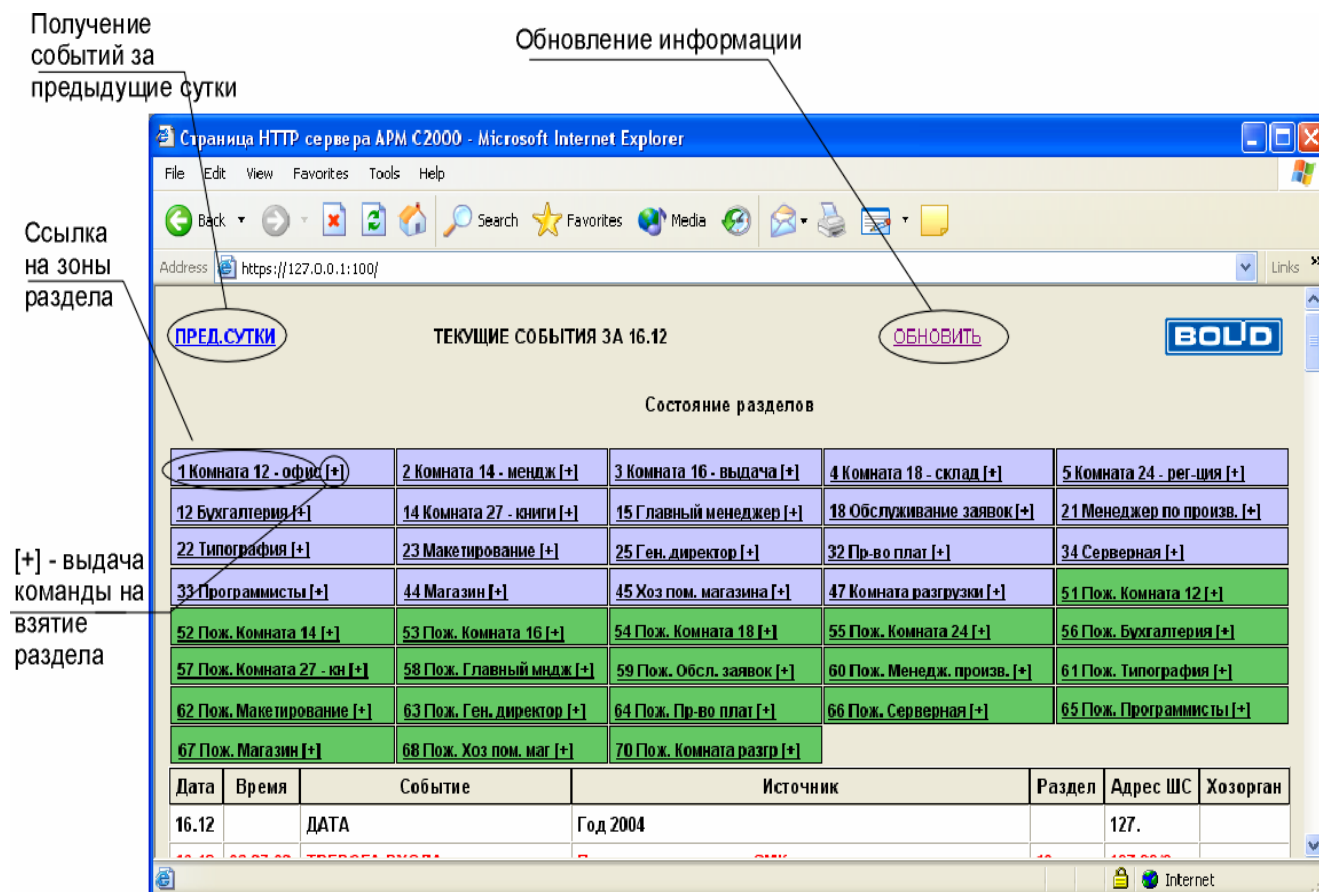 Получение
событий за
предыдущие сутки
Обновление информации
Страница HTTP сервера АРМ С2000 - Microsoft Internet Explorer
File Edit View Favorites Tools Help
Back Search Favorites Media
Ссылка
на зоны
раздела
Address https://127.0.0.1:100/ Links »
ПРЕД.СУТКИ ТЕКУЩИЕ СОБЫТИЯ ЗА 16.12 ОБНОВИТЬ BOLID
Состояние разделов
1 Комната 12 - офис [+] 2 Комната 14 - мендж [+] 3 Комната 16 - выдача [+] 4 Комната 18 - склад [+] 5 Комната 24 - рег-ция [+]
12 Бухгалтерия [+] 14 Комната 27 - книги [+] 15 Главный менеджер [+] 18 Обслуживание заявок [+] 21 Менеджер по произв. [+]
22 Типография [+] 23 Макетирование [+] 25 Ген. директор [+] 32 Пр-во плат [+] 34 Серверная [+]
33 Программисты [+] 44 Магазин [+] 45 Хоз пом. магазина [+] 47 Комната разгрузки [+] 51 Пож. Комната 12 [+]
52 Пож. Комната 14 [+] 53 Пож. Комната 16 [+] 54 Пож. Комната 18 [+] 55 Пож. Комната 24 [+] 56 Пож. Бухгалтерия [+]
57 Пож. Комната 27 - кн [+] 58 Пож. Главный мндж [+] 59 Пож. Обсл. заявок [+] 60 Пож. Менедж. произв. [+] 61 Пож. Типография [+]
62 Пож. Макетирование [+] 63 Пож. Ген. директор [+] 64 Пож. Пр-во плат [+] 66 Пож. Серверная [+] 65 Пож. Программисты [+]
67 Пож. Магазин [+] 68 Пож. Хоз пом. маг [+] 70 Пож. Комната разгр [+]
[+] - выдача
команды на
взятие
раздела
Дата Время Событие Источник Раздел Адрес ШС Хозорган
16.12 ДАТА Год 2004 127.
Internet